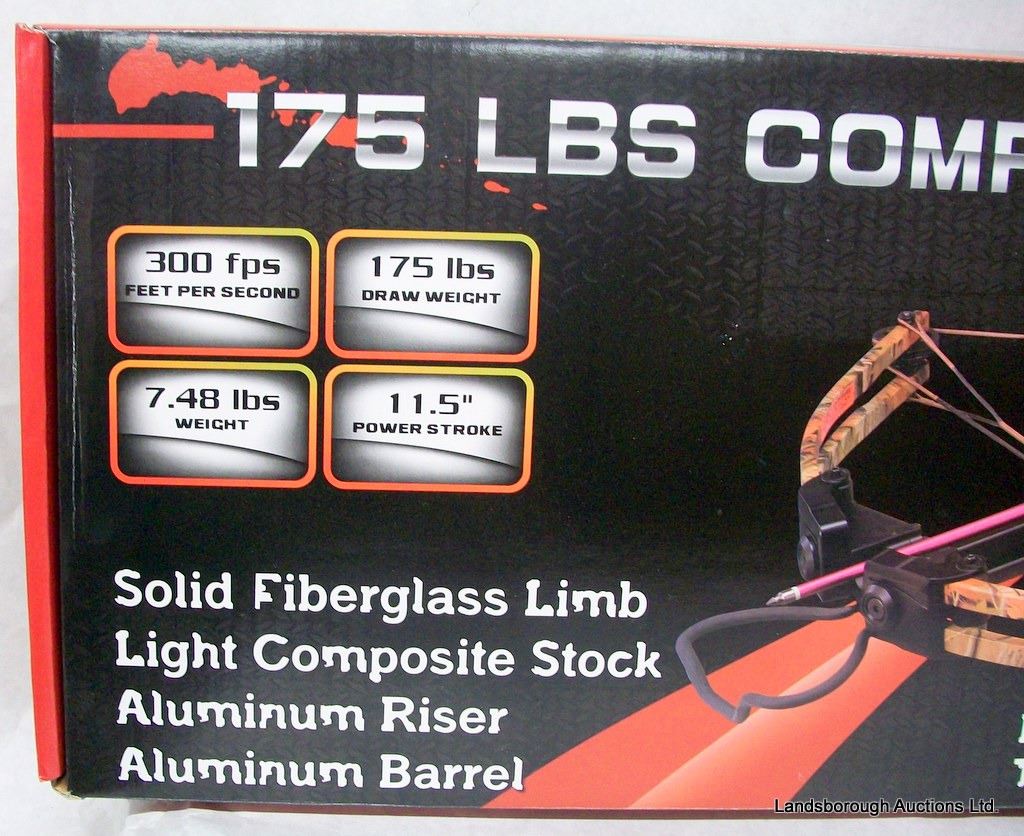 175 LBS COMP
300 fps
FEET PER SECOND
175 lbs
DRAW WEIGHT
7.48 lbs
WEIGHT
11.5"
POWER STROKE
Solid Fiberglass Limb
Light Composite Stock
Aluminum Riser
Aluminum Barrel
Landsborough Auctions Ltd.